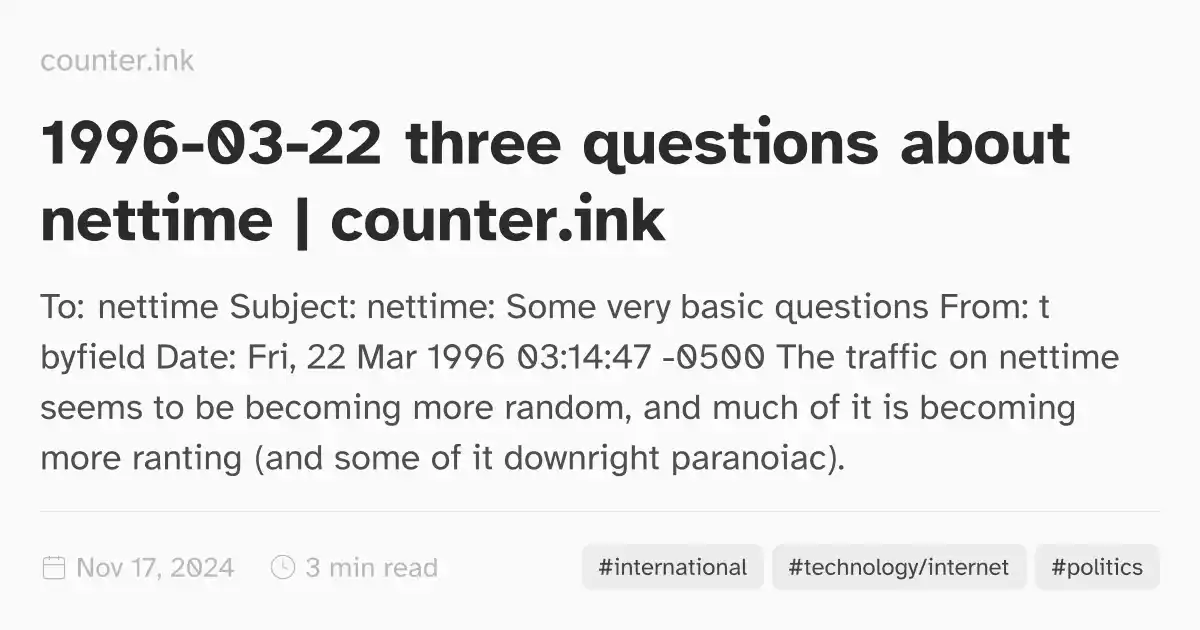 counter.ink
1996-03-22 three questions about
nettime | counter.ink
To: nettime Subject: nettime: Some very basic questions From: t
byfield Date: Fri, 22 Mar 1996 03:14:47 -0500 The traffic on nettime
seems to be becoming more random, and much of it is becoming
more ranting (and some of it downright paranoiac).
Nov 17, 2024 3 min read #international #technology/internet #politics